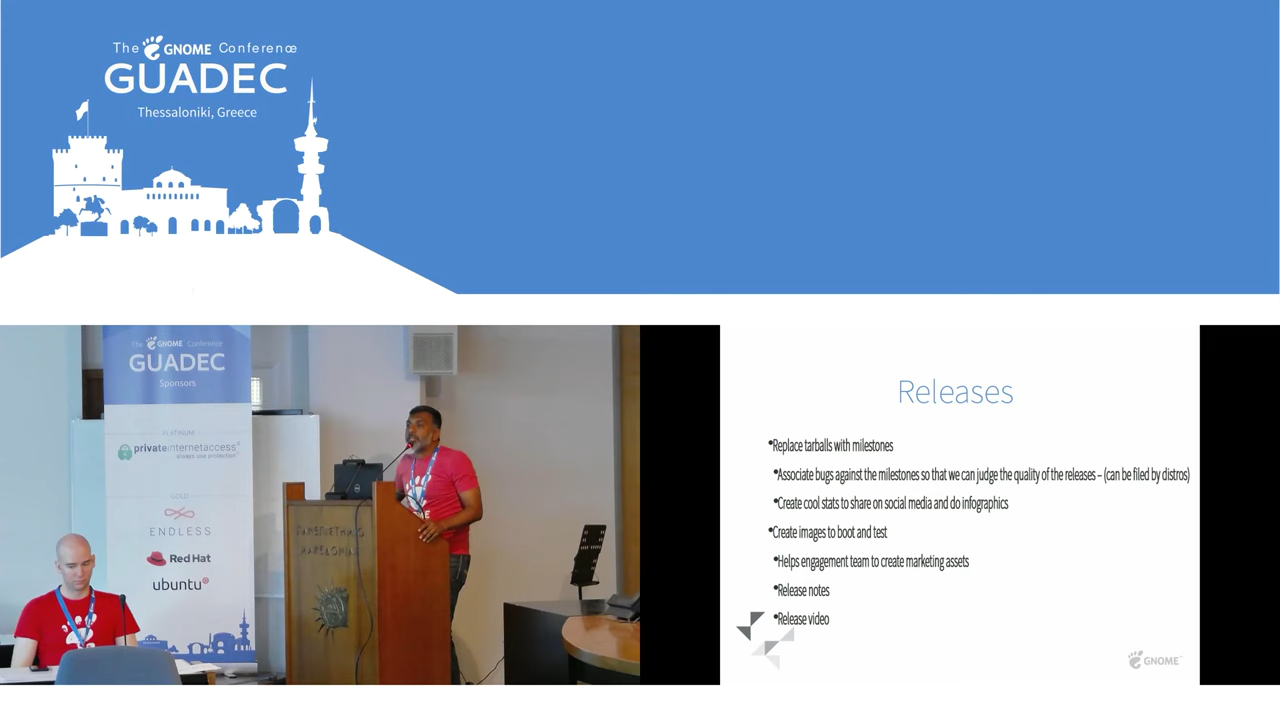 The GNOME Conference
GUADEC
Thessaloniki, Greece
The GNOME Conference
GUADEC
Sponsors
PLATINUM
privateinternetaccess®
always use protection
GOLD
ENDLESS
Red Hat
ubuntu®
Releases
•Replace tarballs with milestones
•Associate bugs against the milestones so that we can judge the quality of the releases – (can be filed by distros)
•Create cool stats to share on social media and do infographics
•Create images to boot and test
•Helps engagement team to create marketing assets
•Release notes
•Release video
GNOME™